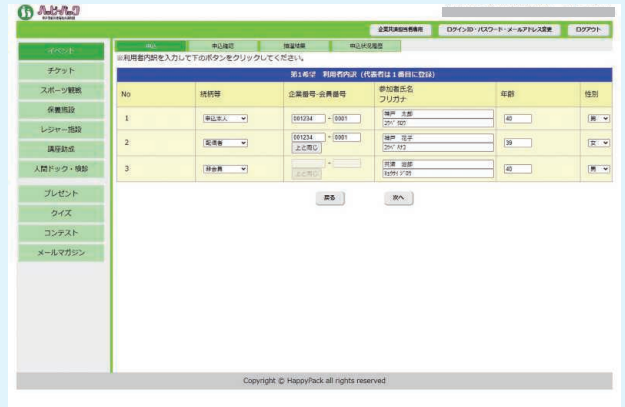 ハッピーパック
企業共済担当者専用 ログインID・パスワード・メールアドレス変更 ログアウト
イベント
チケット
スポーツ観戦
保養施設
レジャー施設
講座助成
人間ドック・検診
プレゼント
クイズ
コンテスト
メールマガジン
申込 申込確認 抽選結果 申込状況履歴
※利用者内訳を入力して下のボタンをクリックしてください。
第1希望 利用者内訳（代表者は１番目に登録）
No 続柄等 企業番号-会員番号 参加者氏名 フリガナ 年齢 性別
1 申込本人 001234 - 0001 神戸 太郎 40 男
2 配偶者 001234 - 0001 上と同じ 神戸 花子 39 女
3 非会員 - 上と同じ 40 男
戻る 次へ
Copyright © HappyPack all rights reserved